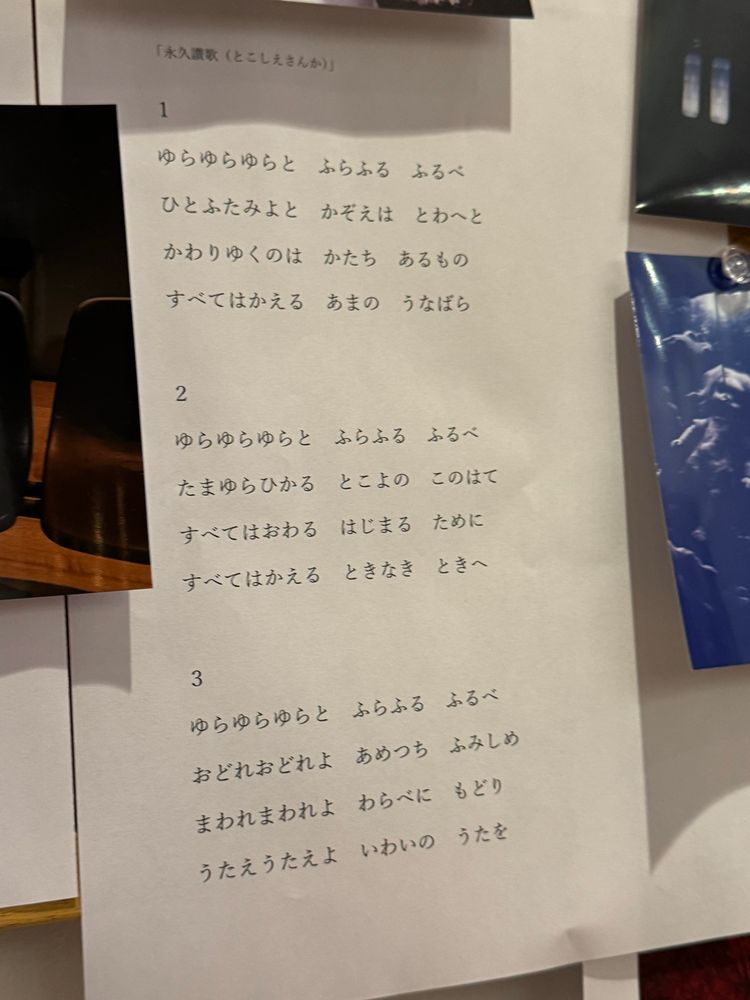 「永久讃歌（とこしえさんか）」
1
ゆらゆらゆらと　ふらふる　ふるべ
ひとふたみよと　かぞえは　とわへと
かわりゆくのは　かたち　あるもの
すべてはかえる　あまの　うなばら
2
ゆらゆらゆらと　ふらふる　ふるべ
たまゆらひかる　とこよの　このはて
すべてはおわる　はじまる　ために
すべてはかえる　ときなき　ときへ
3
ゆらゆらゆらと　ふらふる　ふるべ
おどれおどれよ　あめつち　ふみしめ
まわれまわれよ　わらべに　もどり
うたえうたえよ　いわいの　うたを